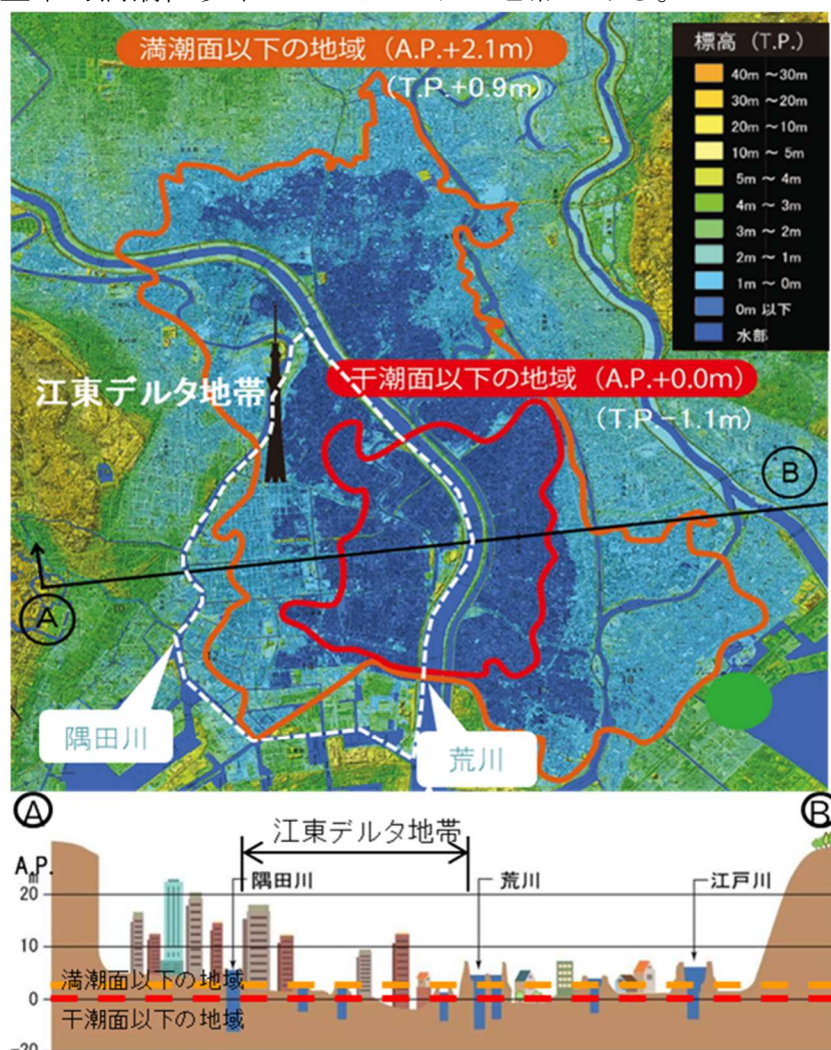 満潮面以下の地域（A.P.+2.1m）
（T.P.+0.9m）
標高（T.P.）
40m ～30m
30m ～20m
20m ～10m
10m ～ 5m
5m ～ 4m
4m ～ 3m
3m ～ 2m
2m ～ 1m
1m ～ 0m
0m 以下
水部
江東デルタ地帯
干潮面以下の地域（A.P.+0.0m）
（T.P.-1.1m）
B
A
隅田川
荒川
A
B
江東デルタ地帯
A.P.
m
隅田川
荒川
江戸川
20
10
満潮面以下の地域
0
干潮面以下の地域
-20